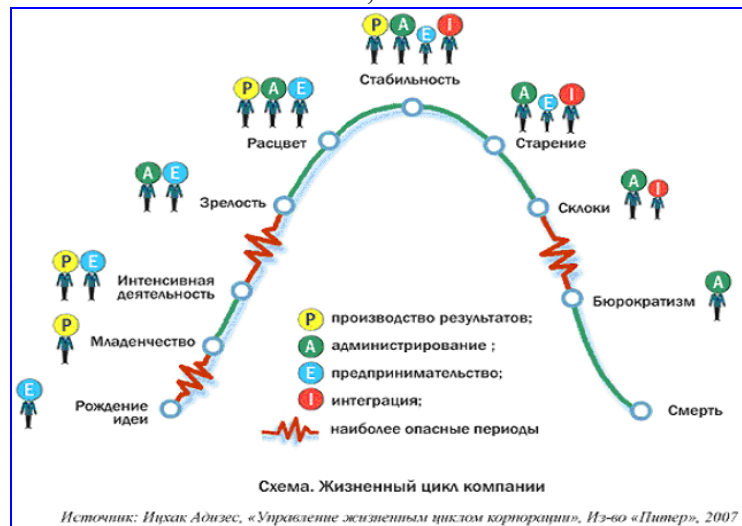 P A E I
Стабильность
P A E
Расцвет
A E I
Старение
A E
Зрелость
Склоки
A I
P E
Интенсивная
деятельность
Бюрократизм
A
P
Младенчество
E
Рождение
идеи
P производство результатов;
A администрирование ;
E предпринимательство;
I интеграция;
наиболее опасные периоды
Смерть
Схема. Жизненный цикл компании
Источник: Ицхак Адизес, «Управление жизненным циклом корпорации», Из-во «Питер», 2007